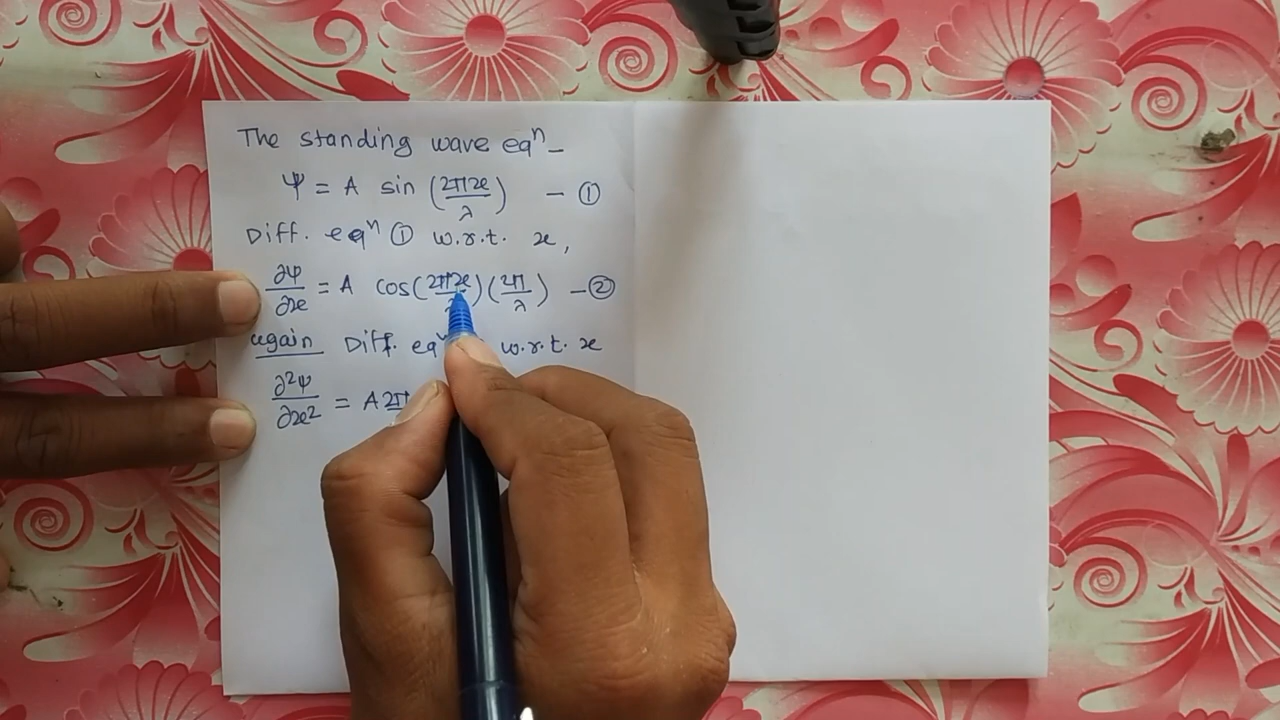 The standing wave eqⁿ –
ψ = A sin (2πx/λ) – ①
Diff. eqⁿ ① w.r.t. x,
∂ψ/∂x = A cos(2πx/λ)(2π/λ) – ②
again Diff. eqⁿ w.r.t. x
∂²ψ/∂x² = A 2π